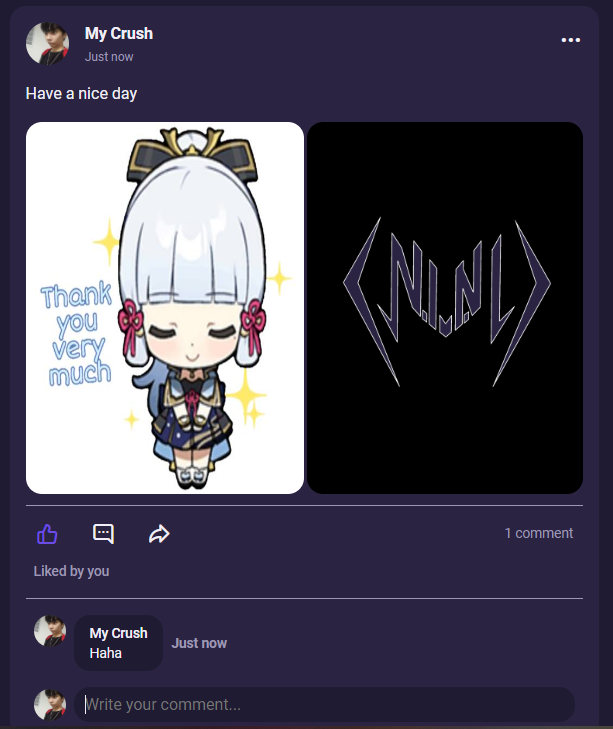 My Crush
Just now
Have a nice day
Thank
you
very
much
1 comment
Liked by you
My Crush
Just now
Haha
Write your comment...